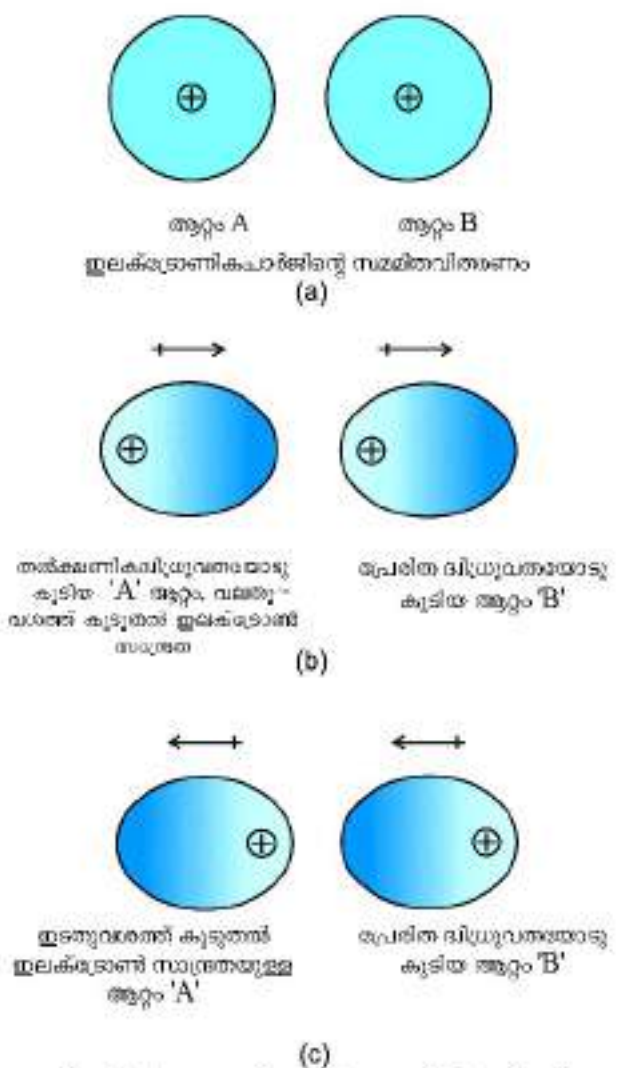 ആറ്റം A ആറ്റം B
ഇലക്ട്രോണികചാർജിന്റെ സമമിതവിതരണം
(a)
തൽക്ഷണികദ്വിധ്രുവതയോടു
കൂടിയ 'A' ആറ്റം, വലതു-
വശത്ത് കൂടുതൽ ഇലക്ട്രോൺ
സാന്ദ്രത
പ്രേരിത ദ്വിധ്രുവതയോടു
കൂടിയ ആറ്റം 'B'
(b)
ഇടതുവശത്ത് കൂടുതൽ
ഇലക്ട്രോൺ സാന്ദ്രതയുള്ള
ആറ്റം 'A'
പ്രേരിത ദ്വിധ്രുവതയോടു
കൂടിയ ആറ്റം 'B'
(c)